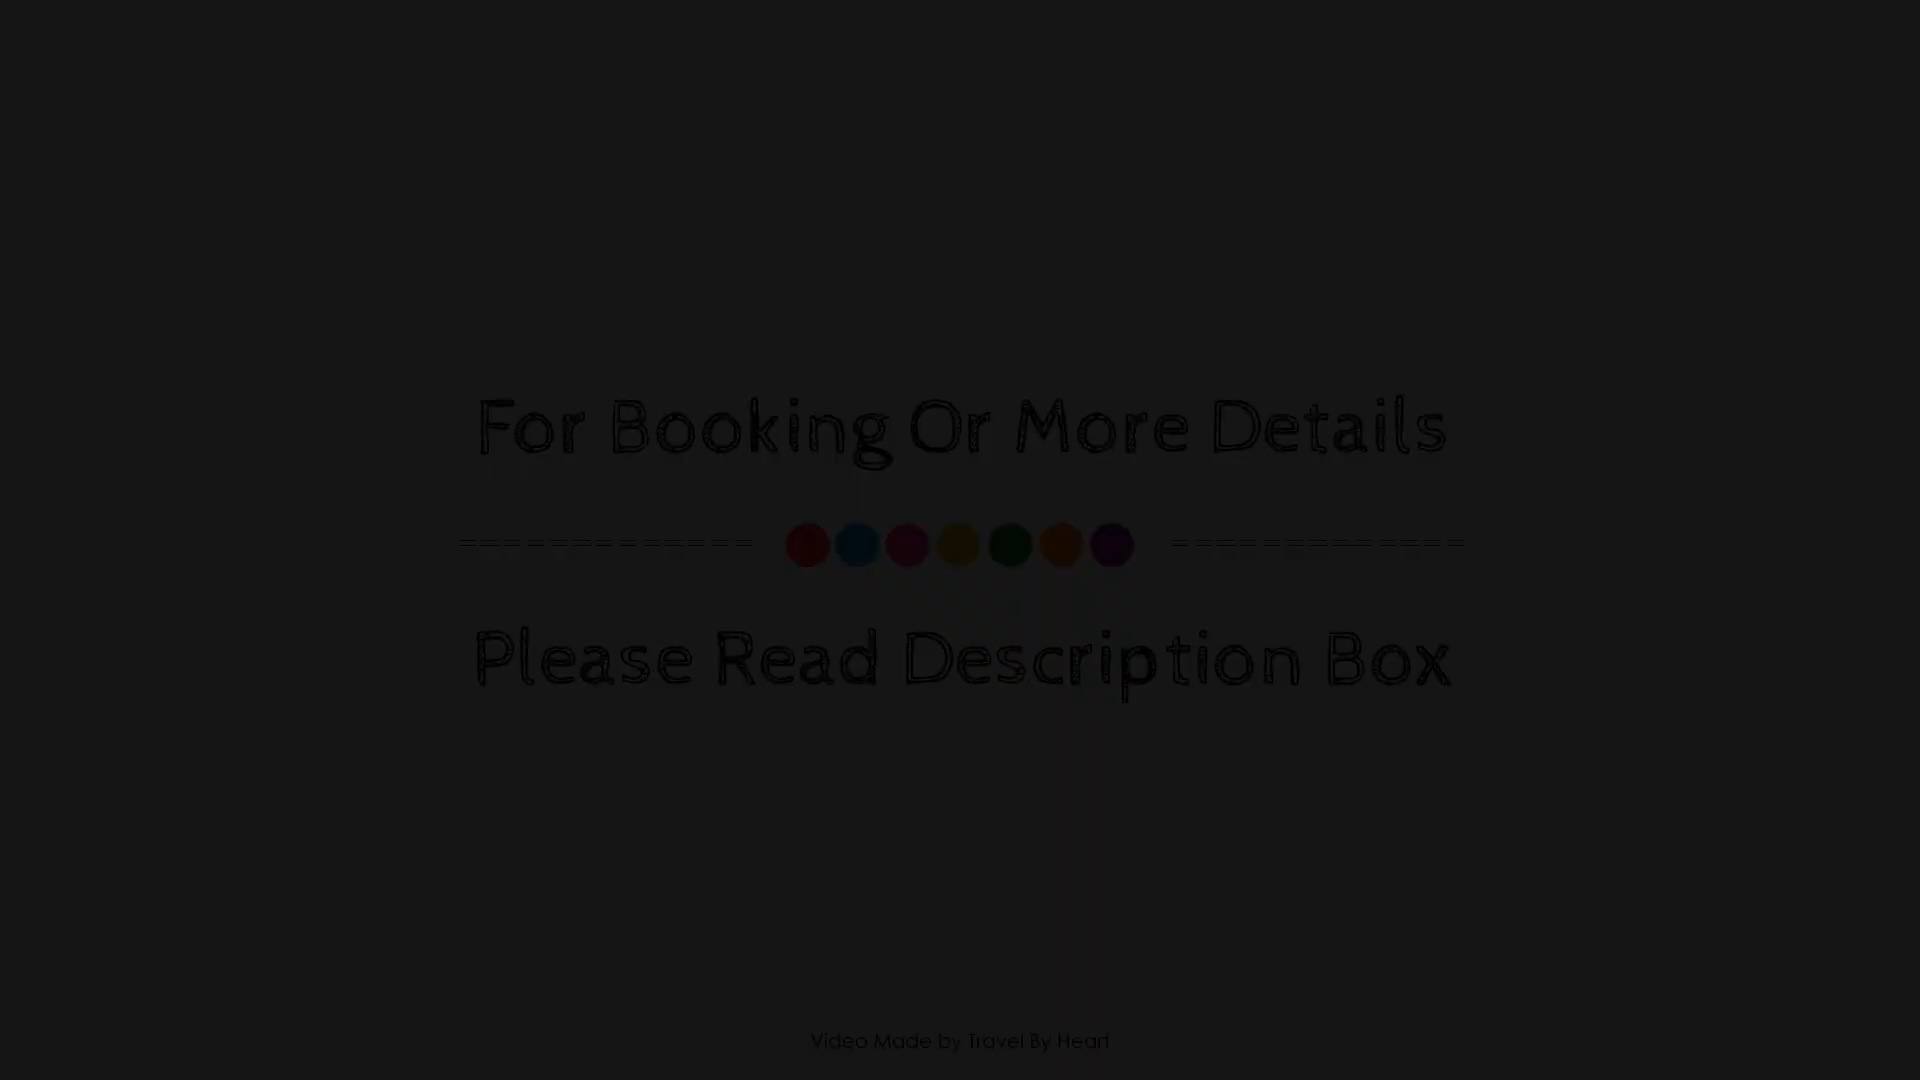 For Booking Or More Details
============= =============
Please Read Description Box
Video Made by Travel By Heart